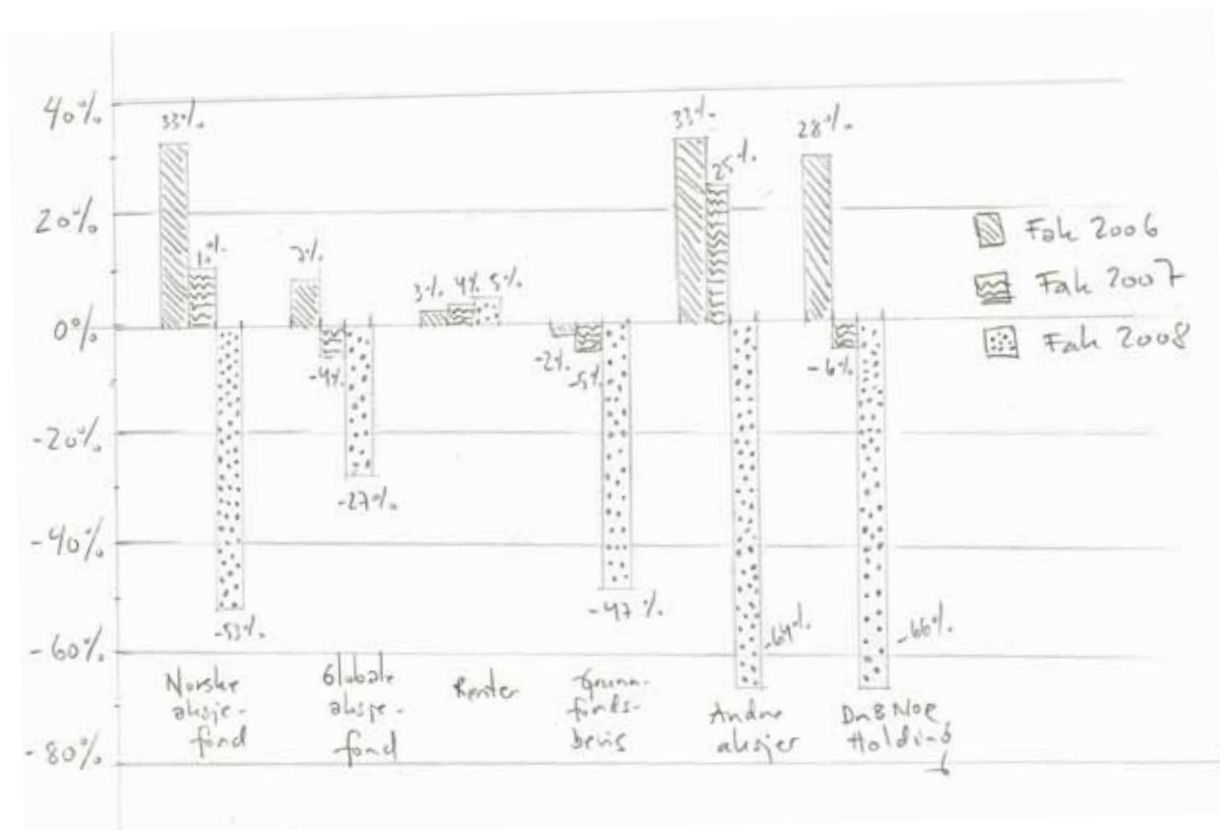 40%
20%
0%
-20%
-40%
-60%
-80%
33%
10%
-53%
7%
-4%
-27%
3%
4%
5%
-2%
-5%
-47%
33%
25%
-64%
28%
-6%
-66%
Norske
aksje-
fond
Globale
aksje-
fond
Renter
Grunn-
fonds-
bevis
Andre
aksjer
DnB NOR
Holding
Fak 2006
Fak 2007
Fak 2008